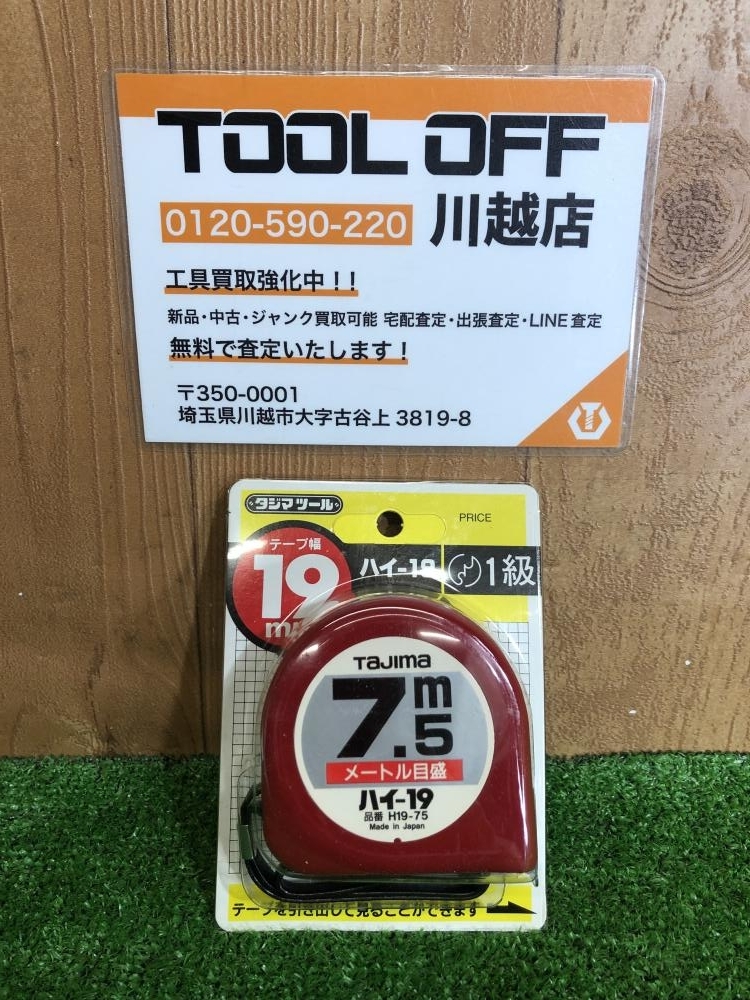 TOOL OFF
0120-590-220 川越店
工具買取強化中！！
新品・中古・ジャンク買取可能 宅配査定・出張査定・LINE査定
無料で査定いたします！
〒350-0001
埼玉県川越市大字古谷上 3819-8
タジマツール
PRICE
テープ幅
19
ハイ-19
1級
TAJIMA
7.5m
メートル目盛
ハイ-19
品番 H19-75
Made in Japan
テープを引き出して見ることができます